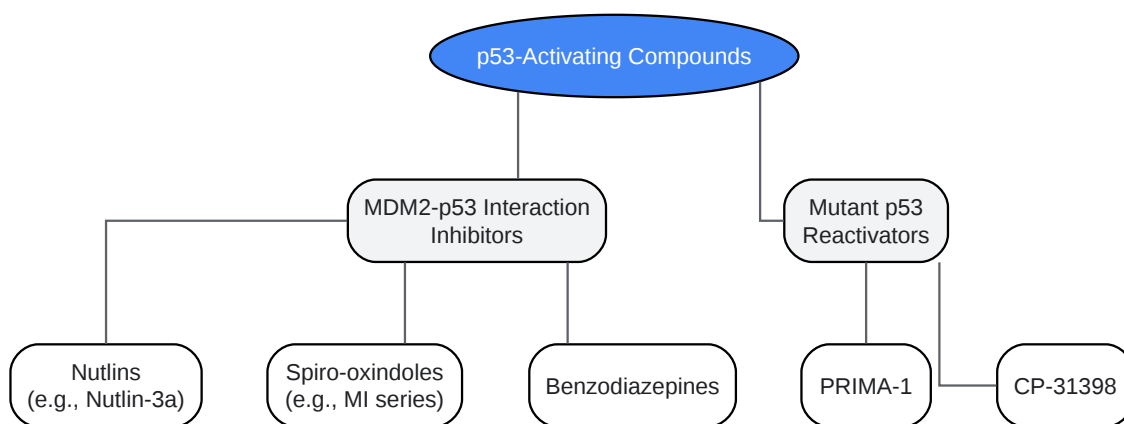 p53-Activating Compounds
MDM2-p53 Interaction
Inhibitors
Mutant p53
Reactivators
Nutlins
(e.g., Nutlin-3a)
Spiro-oxindoles
(e.g., MI series)
Benzodiazepines
PRIMA-1
CP-31398